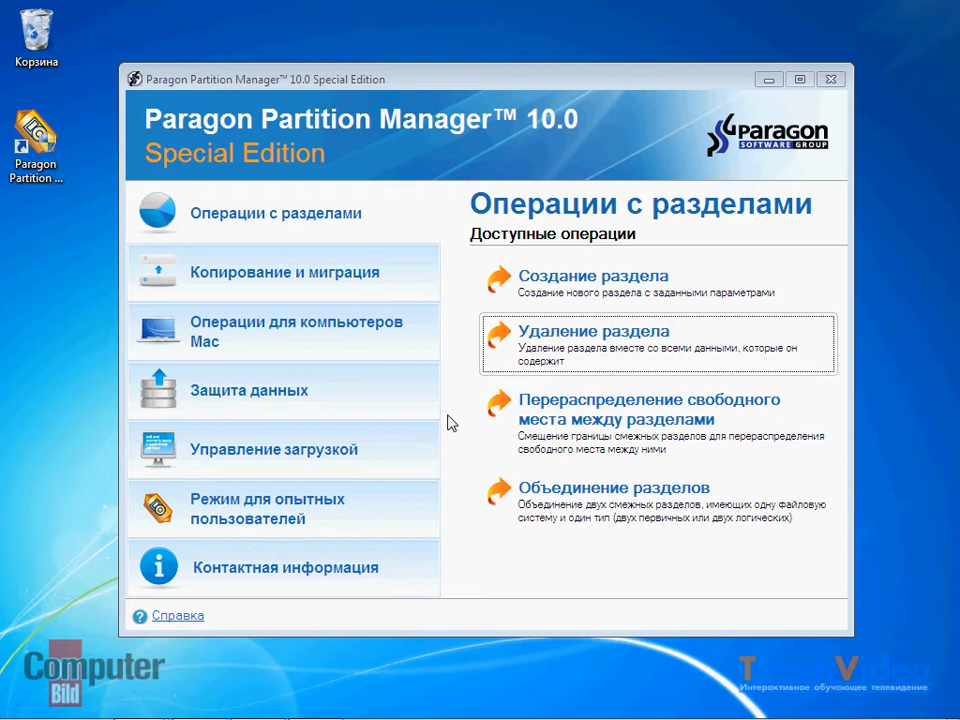 Корзина
Paragon
Partition ...
Paragon Partition Manager™ 10.0 Special Edition
Paragon Partition Manager™ 10.0
Special Edition
Paragon
SOFTWARE GROUP
Операции с разделами
Копирование и миграция
Операции для компьютеров
Mac
Защита данных
Управление загрузкой
Режим для опытных
пользователей
Контактная информация
Справка
Операции с разделами
Доступные операции
Создание раздела
Создание нового раздела с заданными параметрами
Удаление раздела
Удаление раздела вместе со всеми данными, которые он
содержит
Перераспределение свободного
места между разделами
Смещение границы смежных разделов для перераспределения
свободного места между ними
Объединение разделов
Объединение двух смежных разделов, имеющих одну файловую
систему и один тип (двух первичных или двух логических)
Computer
Bild
Интерактивное обучающее телевидение